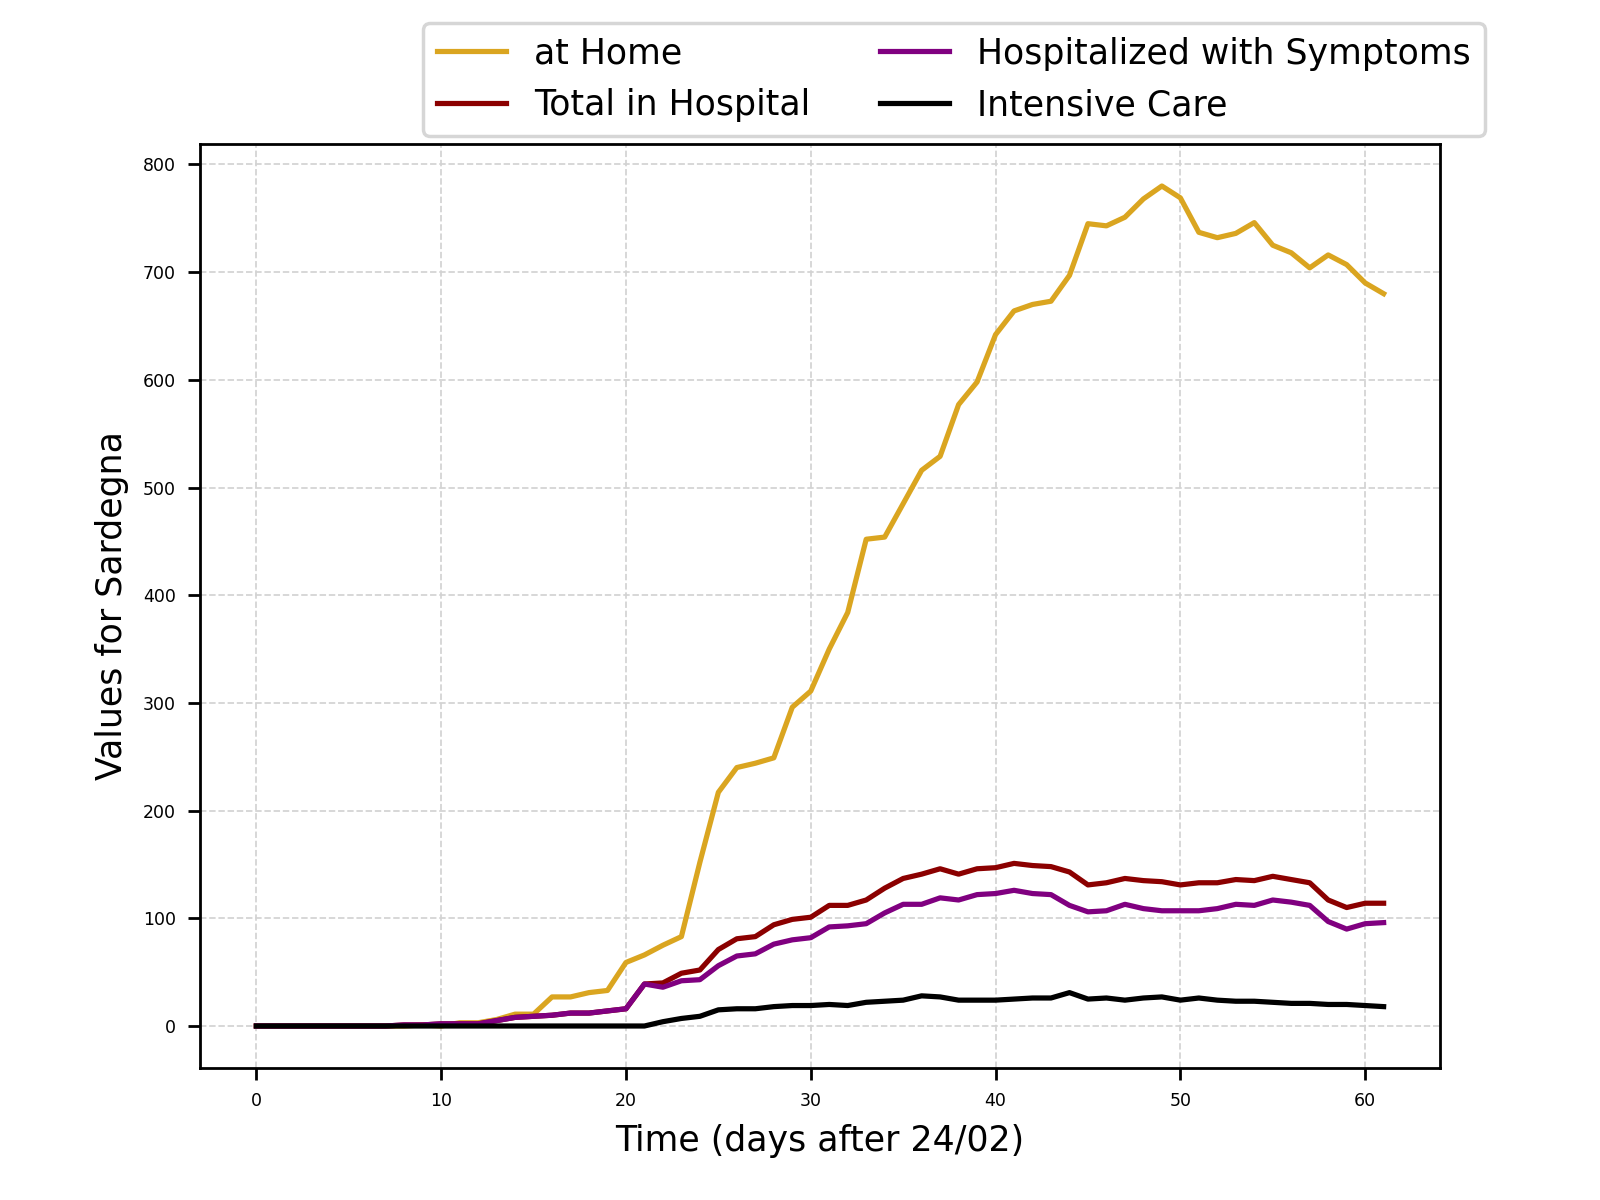 at Home
Total in Hospital
Hospitalized with Symptoms
Intensive Care
Values for Sardegna
800
700
600
500
400
300
200
100
0
0 10 20 30 40 50 60
Time (days after 24/02)